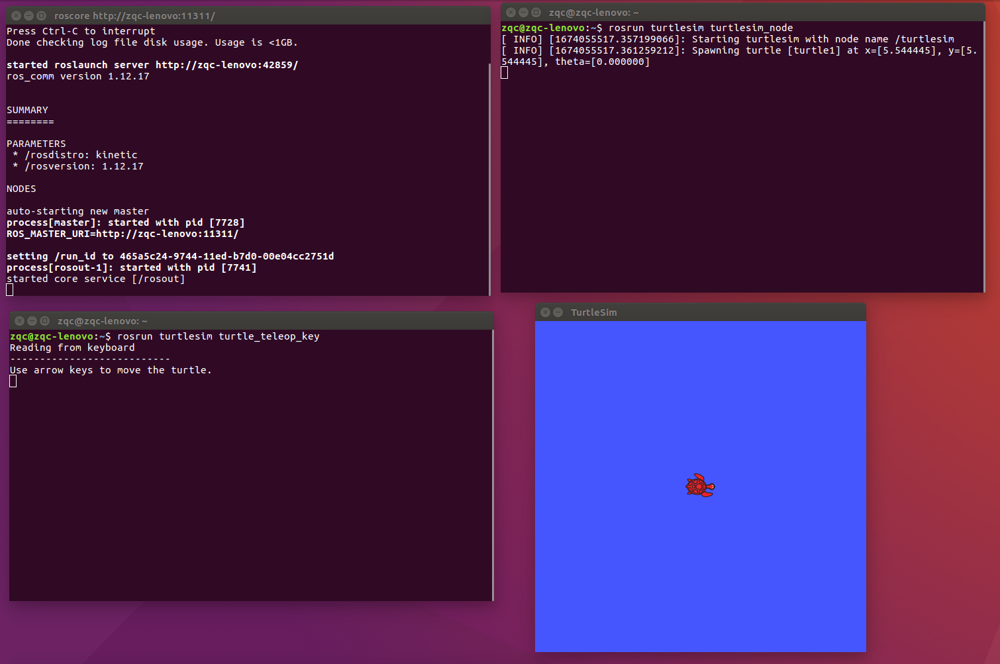 roscore http://zqc-lenovo:11311/
Press Ctrl-C to interrupt
Done checking log file disk usage. Usage is <1GB.
started roslaunch server http://zqc-lenovo:42859/
ros_comm version 1.12.17
SUMMARY
========
PARAMETERS
 * /rosdistro: kinetic
 * /rosversion: 1.12.17
NODES
auto-starting new master
process[master]: started with pid [7728]
ROS_MASTER_URI=http://zqc-lenovo:11311/
setting /run_id to 465a5c24-9744-11ed-b7d0-00e04cc2751d
process[rosout-1]: started with pid [7741]
started core service [/rosout]
zqc@zqc-lenovo: ~
zqc@zqc-lenovo:~$ rosrun turtlesim turtlesim_node
[ INFO] [1674055517.357199066]: Starting turtlesim with node name /turtlesim
[ INFO] [1674055517.361259212]: Spawning turtle [turtle1] at x=[5.544445], y=[5.
544445], theta=[0.000000]
zqc@zqc-lenovo: ~
zqc@zqc-lenovo:~$ rosrun turtlesim turtle_teleop_key
Reading from keyboard
---------------------------
Use arrow keys to move the turtle.
TurtleSim